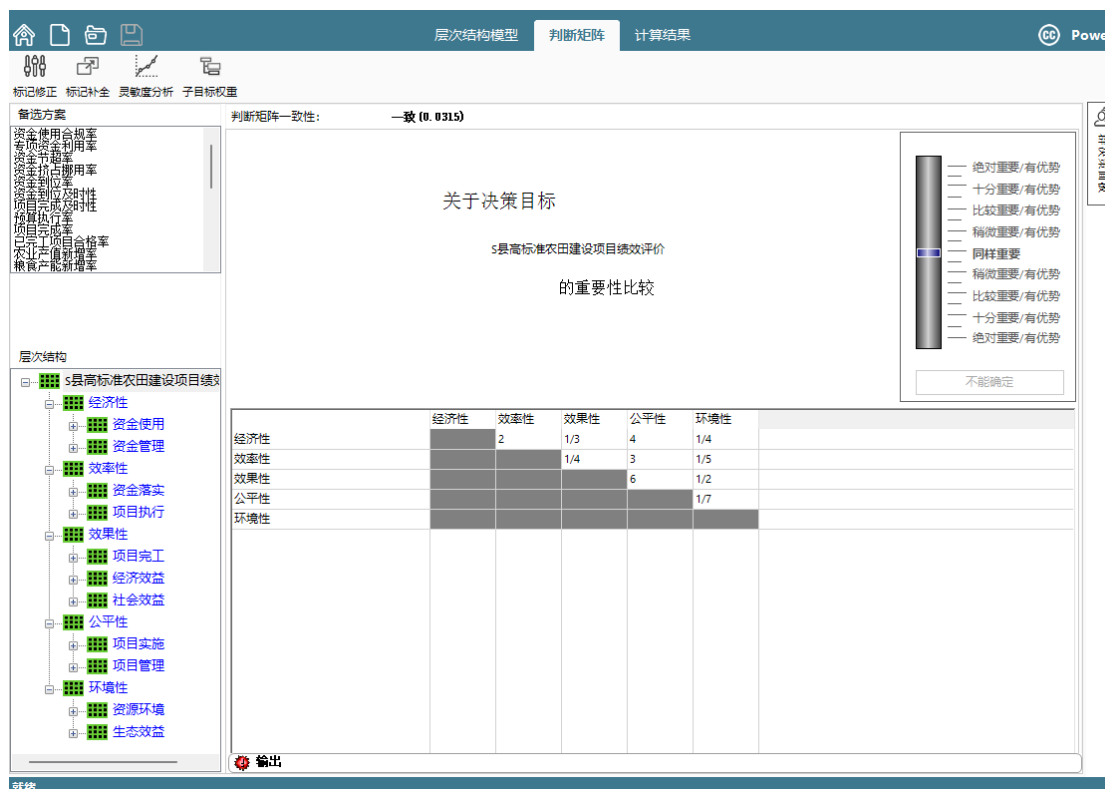 层次结构模型 判断矩阵 计算结果
Powe
标记修正 标记补全 灵敏度分析 子目标权重
备选方案
资金使用合规率
专项资金利用率
资金节超率
资金挤占挪用率
资金到位率
资金到位及时性
项目完成及时性
预算执行率
项目完成率
已完工项目合格率
农业产值新增率
粮食产能新增率
层次结构
S县高标准农田建设项目绩效
经济性
资金使用
资金管理
效率性
资金落实
项目执行
效果性
项目完工
经济效益
社会效益
公平性
项目实施
项目管理
环境性
资源环境
生态效益
判断矩阵一致性: 一致 (0.0315)
关于决策目标
S县高标准农田建设项目绩效评价
的重要性比较
绝对重要/有优势
十分重要/有优势
比较重要/有优势
稍微重要/有优势
同样重要
稍微重要/有优势
比较重要/有优势
十分重要/有优势
绝对重要/有优势
不能确定
经济性 效率性 效果性 公平性 环境性
经济性 2 1/3 4 1/4
效率性 1/4 3 1/5
效果性 6 1/2
公平性 1/7
环境性
输出
就绪